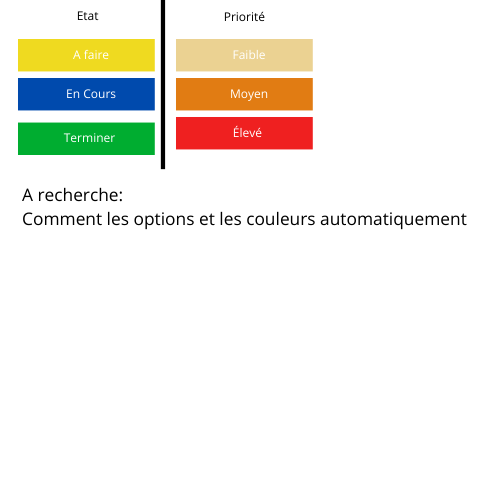 Etat
A faire
En Cours
Terminer
Priorité
Faible
Moyen
Élevé
A recherche:
Comment les options et les couleurs automatiquement